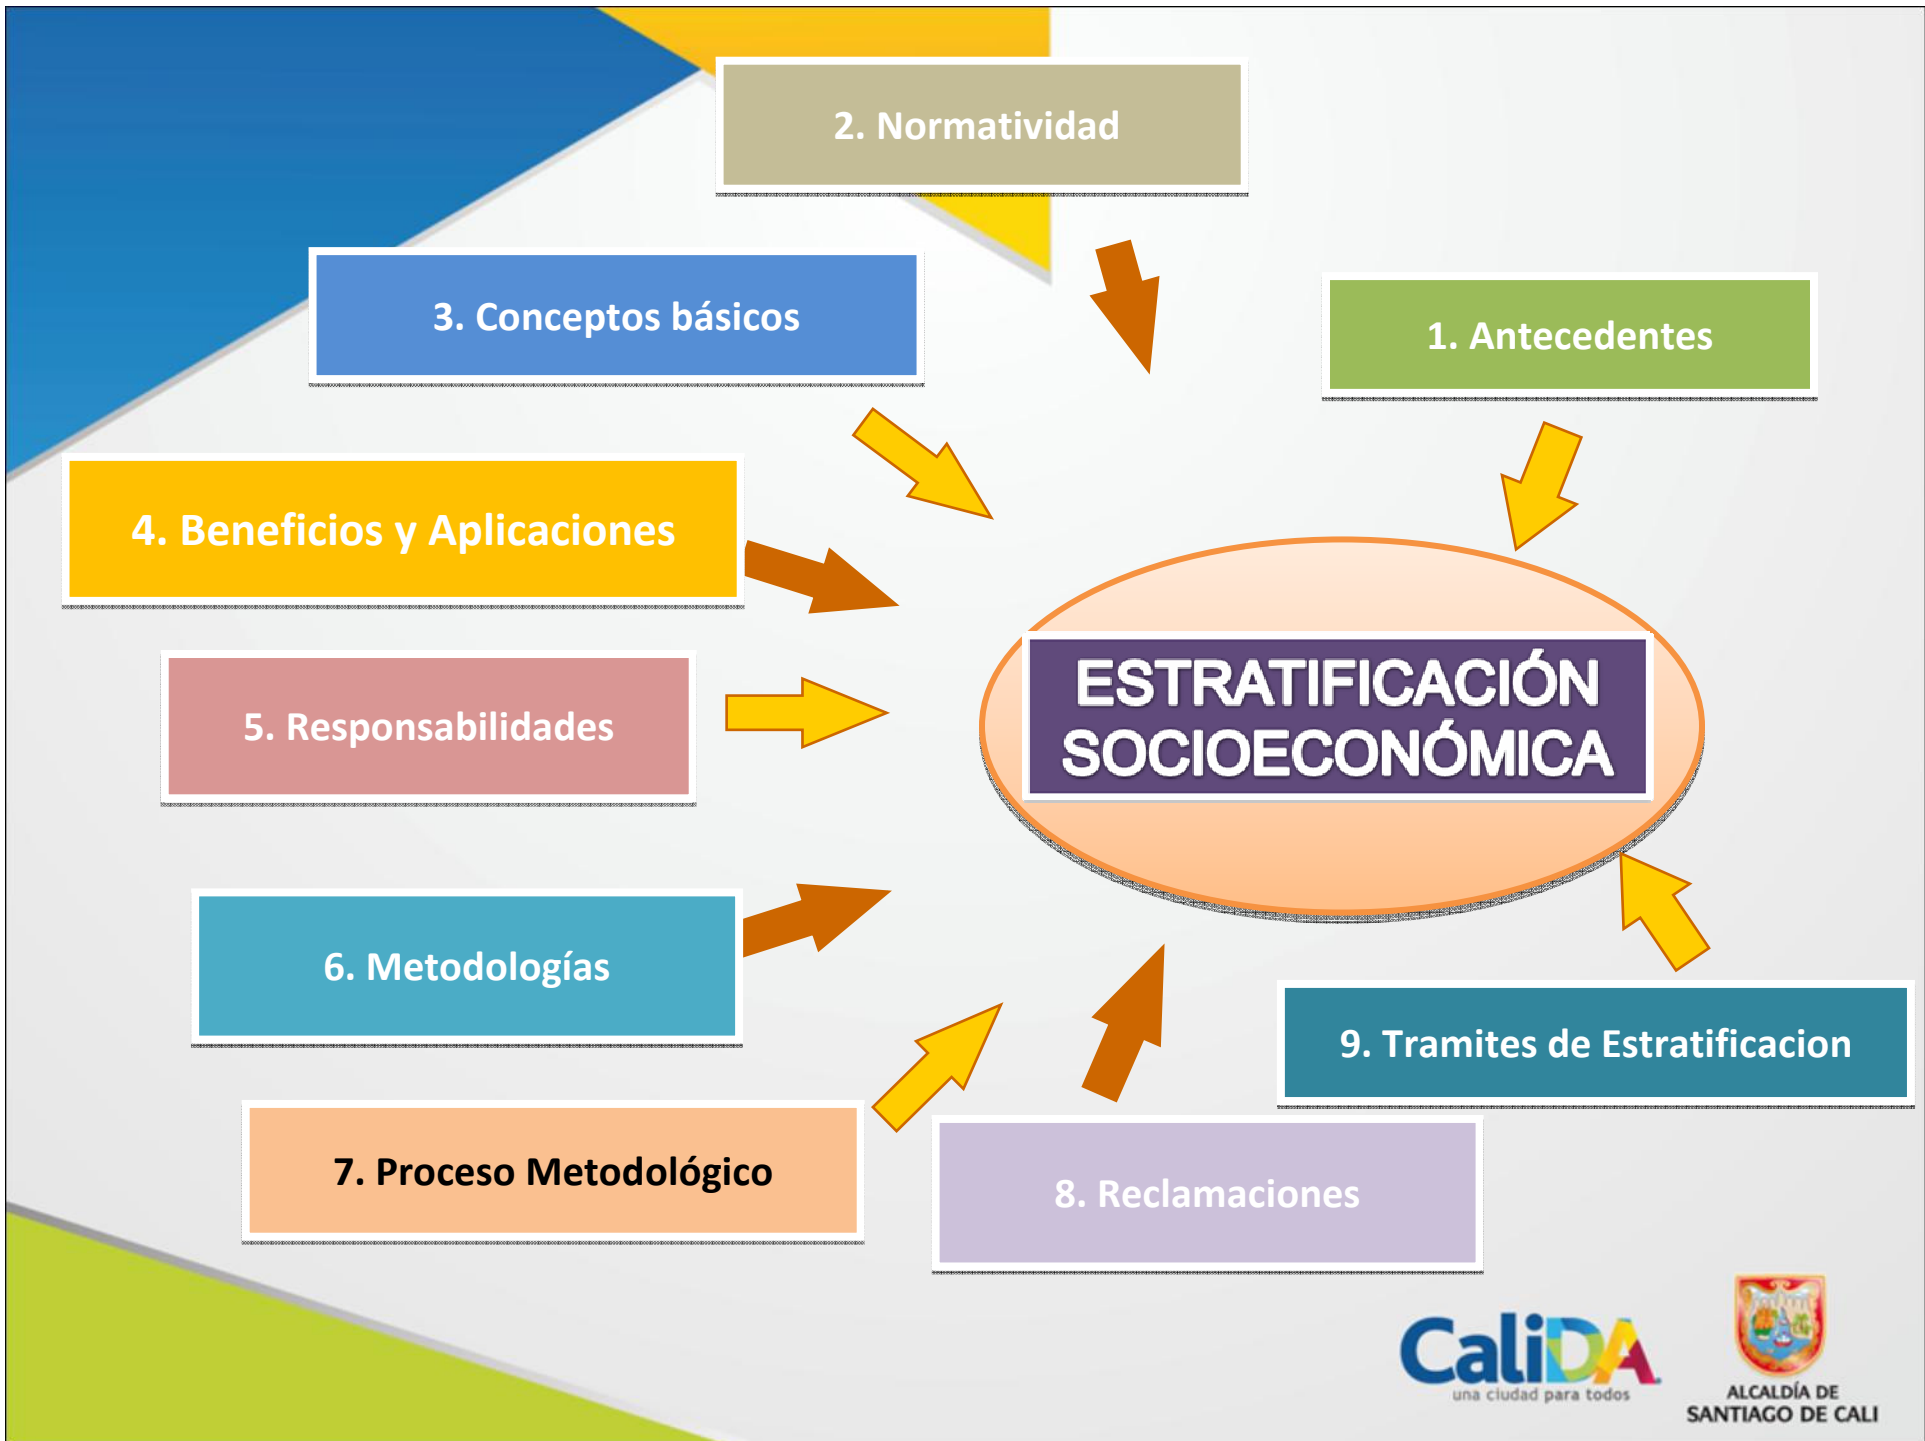 2. Normatividad
3. Conceptos básicos
1. Antecedentes
4. Beneficios y Aplicaciones
ESTRATIFICACIÓN
SOCIOECONÓMICA
5. Responsabilidades
6. Metodologías
9. Tramites de Estratificacion
7. Proceso Metodológico
8. Reclamaciones
CaliDA
una ciudad para todos
ALCALDÍA DE
SANTIAGO DE CALI